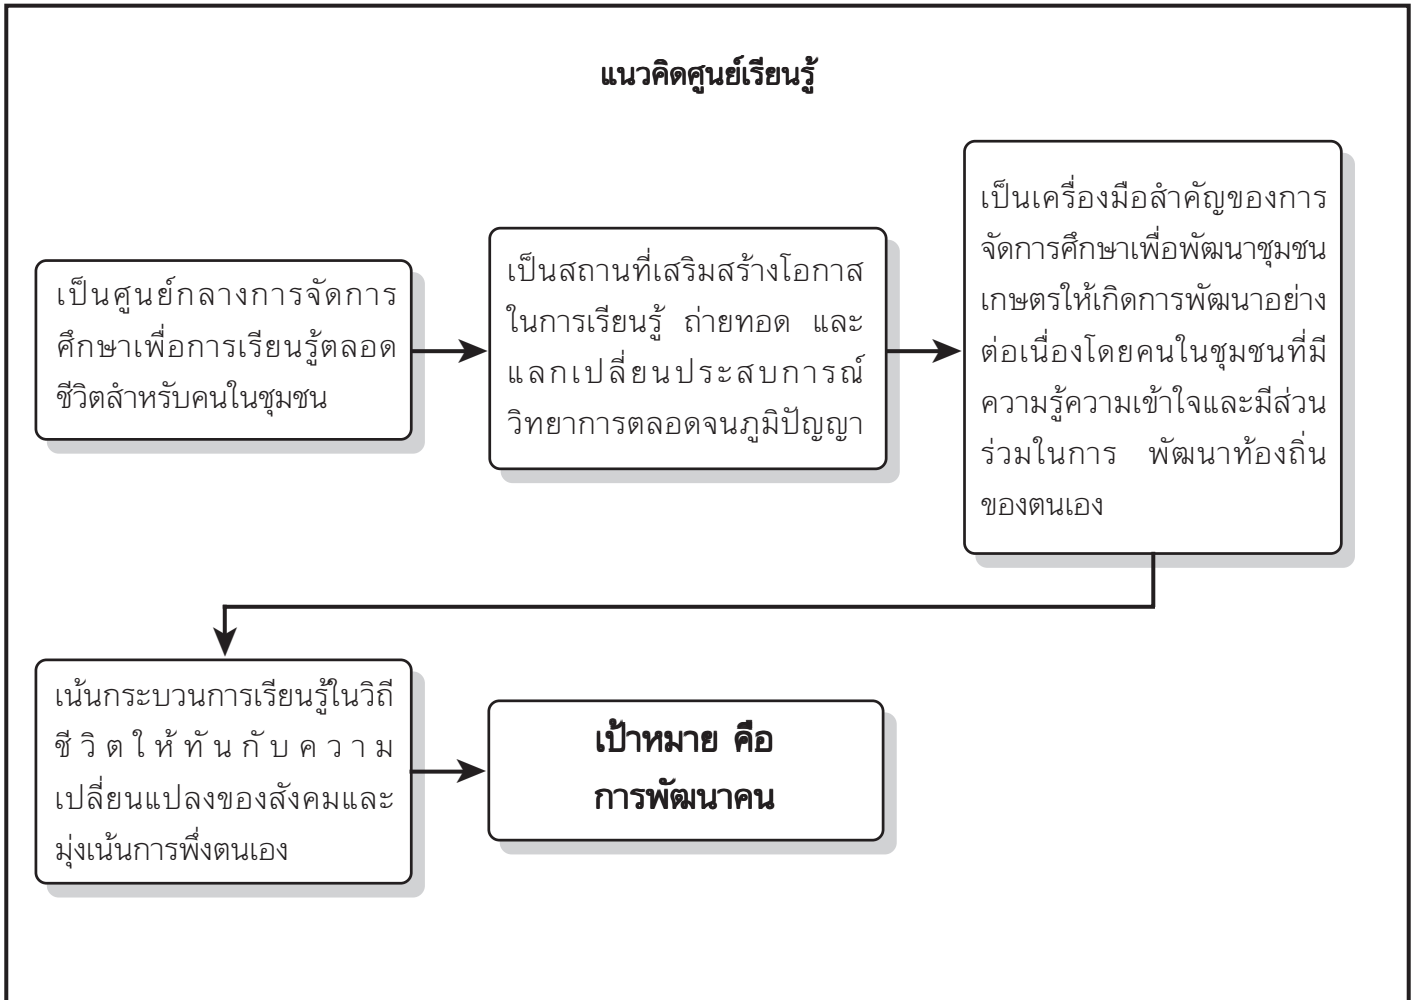 แนวคิดศูนย์เรียนรู้
เป็นศูนย์กลางการจัดการ
ศึกษาเพื่อการเรียนรู้ตลอด
ชีวิตสำหรับคนในชุมชน
เป็นสถานที่เสริมสร้างโอกาส
ในการเรียนรู้ ถ่ายทอด และ
แลกเปลี่ยนประสบการณ์
วิทยาการตลอดจนภูมิปัญญา
เป็นเครื่องมือสำคัญของการ
จัดการศึกษาเพื่อพัฒนาชุมชน
เกษตรให้เกิดการพัฒนาอย่าง
ต่อเนื่องโดยคนในชุมชนที่มี
ความรู้ความเข้าใจและมีส่วน
ร่วมในการ พัฒนาท้องถิ่น
ของตนเอง
เน้นกระบวนการเรียนรู้ในวิถี
ชีวิตให้ทันกับความ
เปลี่ยนแปลงของสังคมและ
มุ่งเน้นการพึ่งตนเอง
เป้าหมาย คือ
การพัฒนาคน